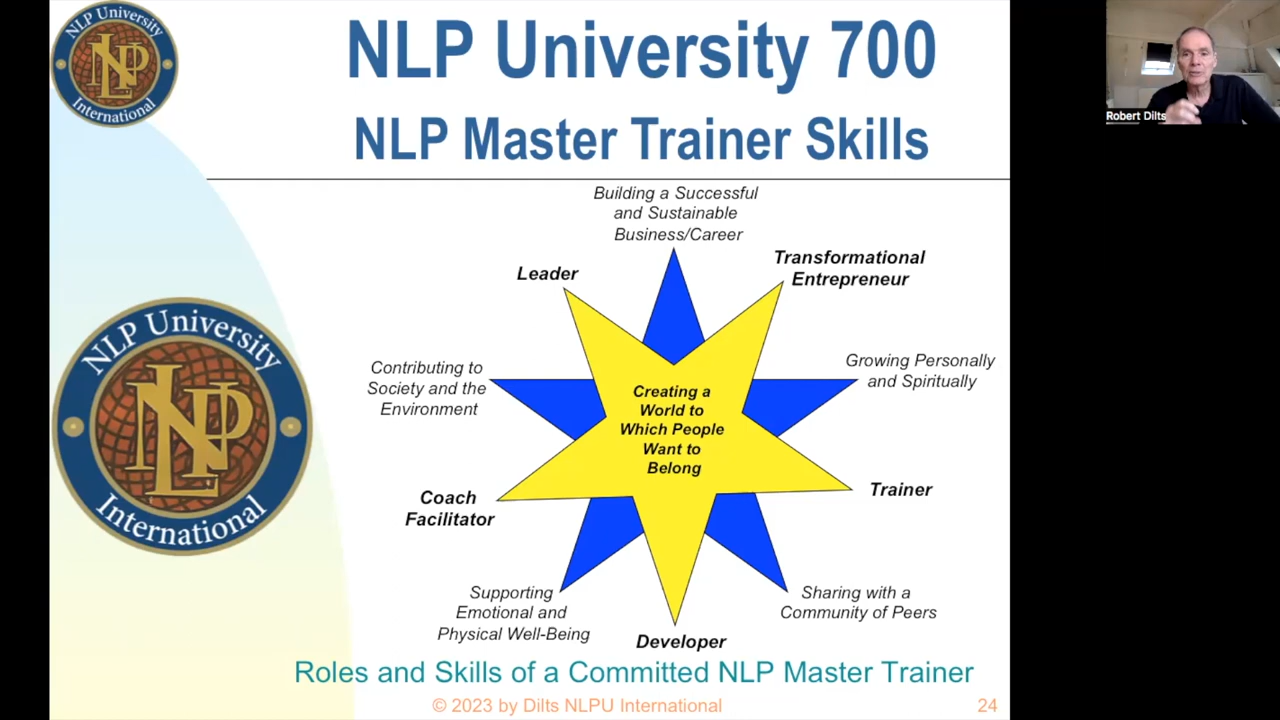 NLP University
NLP
International
NLP University 700
NLP Master Trainer Skills
Robert Dilts
Building a Successful
and Sustainable
Business/Career
Leader
Transformational
Entrepreneur
Contributing to
Society and the
Environment
Growing Personally
and Spiritually
Creating a
World to
Which People
Want to
Belong
NLP University
NLP
International
Coach
Facilitator
Trainer
Supporting
Emotional and
Physical Well-Being
Sharing with a
Community of Peers
Developer
Roles and Skills of a Committed NLP Master Trainer
© 2023 by Dilts NLPU International
24